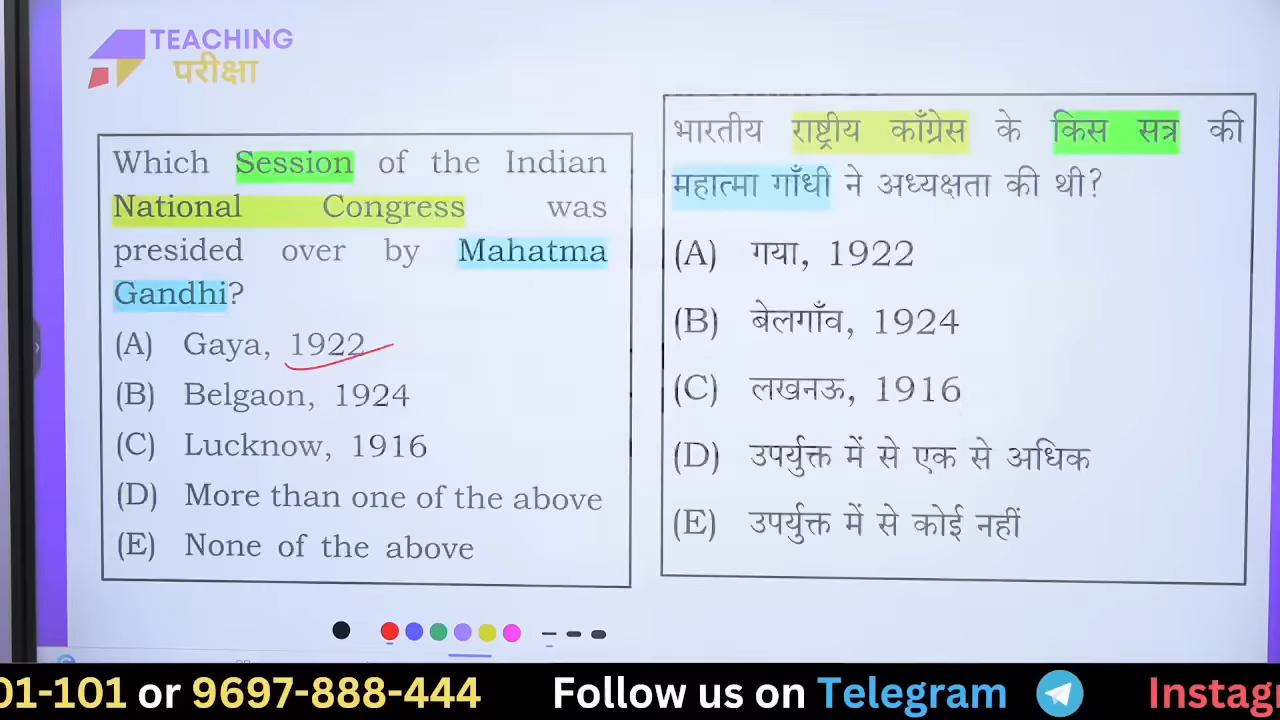 TEACHING
परीक्षा
Which Session of the Indian
National Congress was
presided over by Mahatma
Gandhi?
(A) Gaya, 1922
(B) Belgaon, 1924
(C) Lucknow, 1916
(D) More than one of the above
(E) None of the above
भारतीय राष्ट्रीय काँग्रेस के किस सत्र की
महात्मा गाँधी ने अध्यक्षता की थी?
(A) गया, 1922
(B) बेलगाँव, 1924
(C) लखनऊ, 1916
(D) उपर्युक्त में से एक से अधिक
(E) उपर्युक्त में से कोई नहीं
01-101 or 9697-888-444 Follow us on Telegram Instag